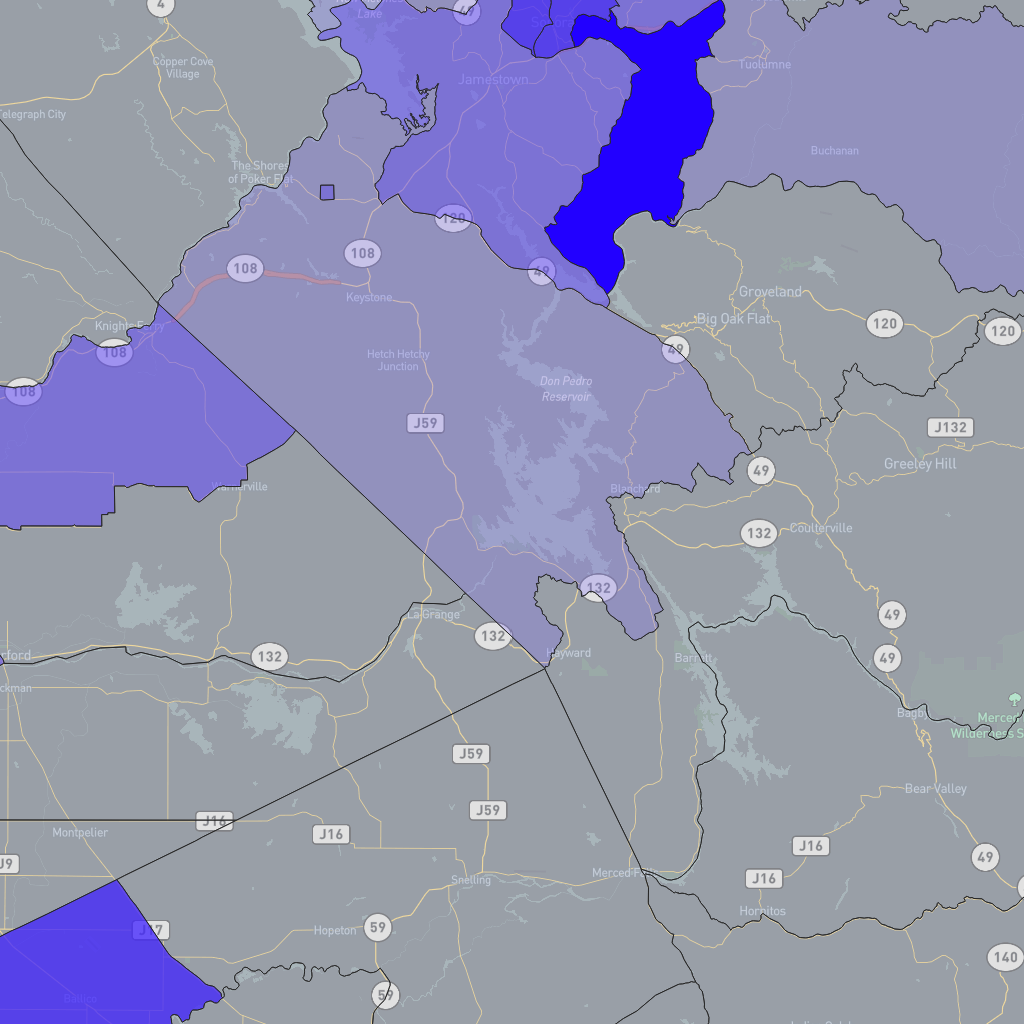 4
49
Lake
Copper Cove
Village
Jamestown
Tuolumne
Telegraph City
Buchanan
The Shores
of Poker Flat
120
108
108
49
Keystone
Groveland
Big Oak Flat
120
120
Knights Ferry
108
49
Hetch Hetchy
Junction
Don Pedro
Reservoir
108
J59
J132
Greeley Hill
49
Warnerville
Blanchard
132
Coulterville
132
La Grange
49
132
Hayward
132
49
Barrett
Bagby
Merced
Wilderness S
J59
Bear Valley
J59
J16
J16
J16
Montpelier
49
J9
Merced Falls
J16
Snelling
Hornitos
59
Hopeton
J17
140
59
Ballico